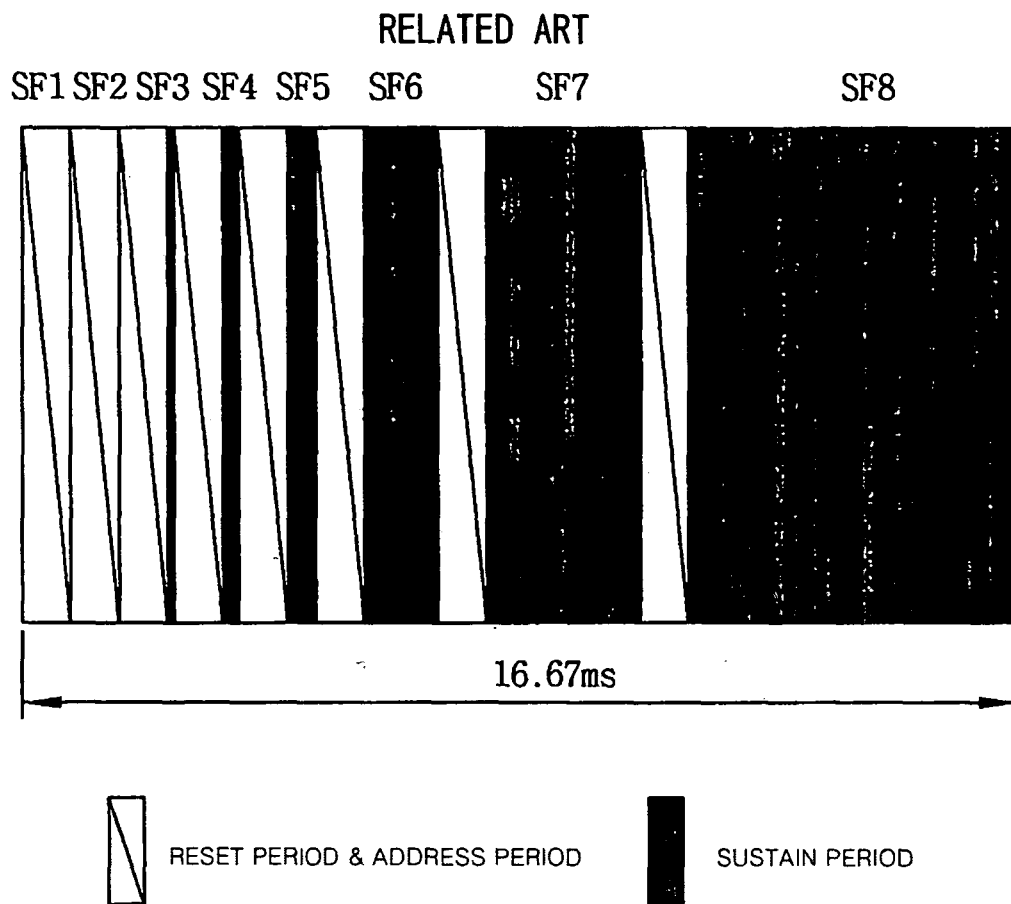 RELATED ART
SF1 SF2 SF3 SF4 SF5 SF6 SF7 SF8
16.67ms
RESET PERIOD & ADDRESS PERIOD SUSTAIN PERIOD